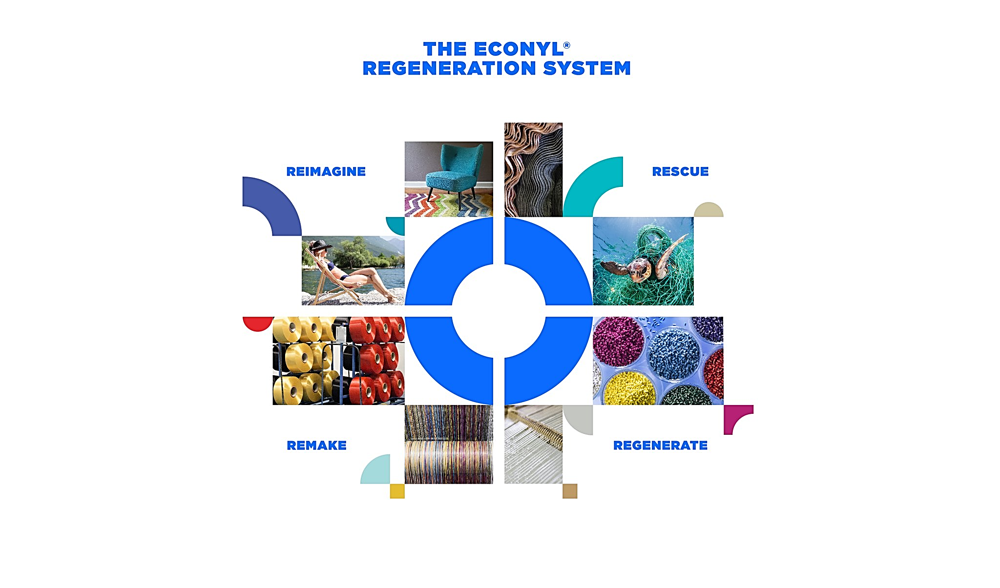 THE ECONYL®
REGENERATION SYSTEM
REIMAGINE
RESCUE
REMAKE
REGENERATE